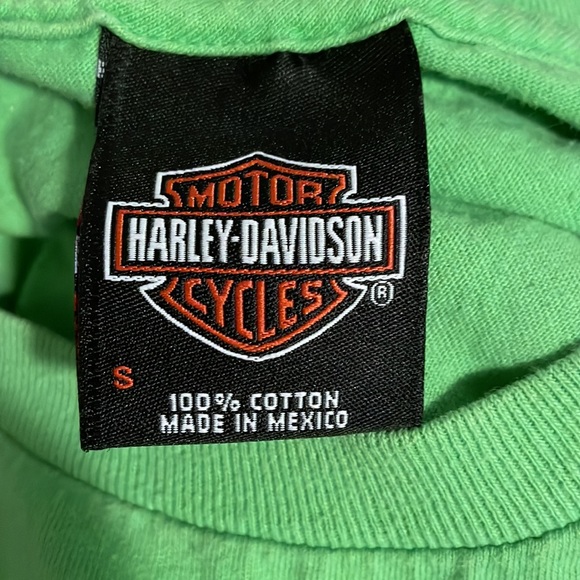 MOTOR
HARLEY-DAVIDSON
CYCLES
®
S
100% COTTON
MADE IN MEXICO